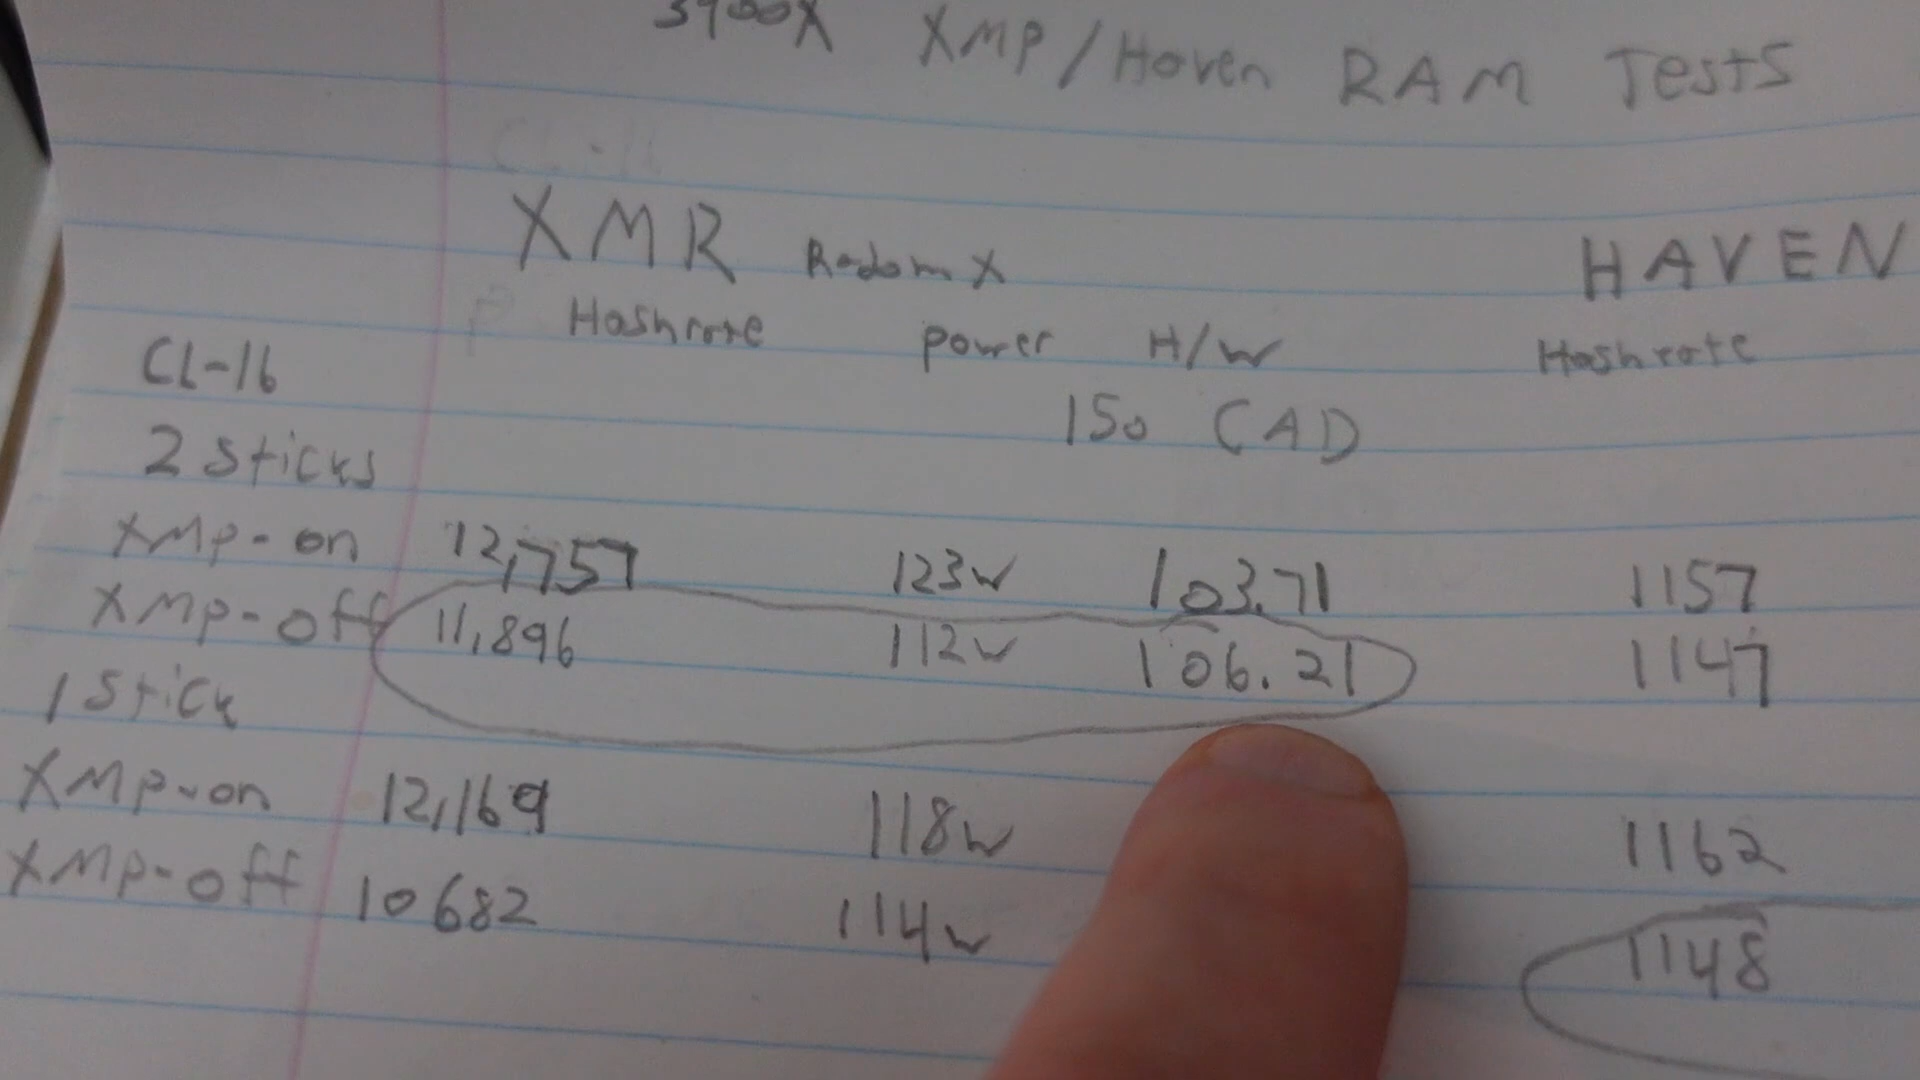 3900X XMP/Haven RAM Tests
XMR Radom X HAVEN
Hashrate power H/w Hashrate
CL-16
150 CAD
2 sticks
XMP-on 12,757 123w 103.71 1157
XMP-off 11,896 112w 106.21 1147
1 stick
XMP-on 12,169 118w 1162
XMP-off 10682 114w 1148